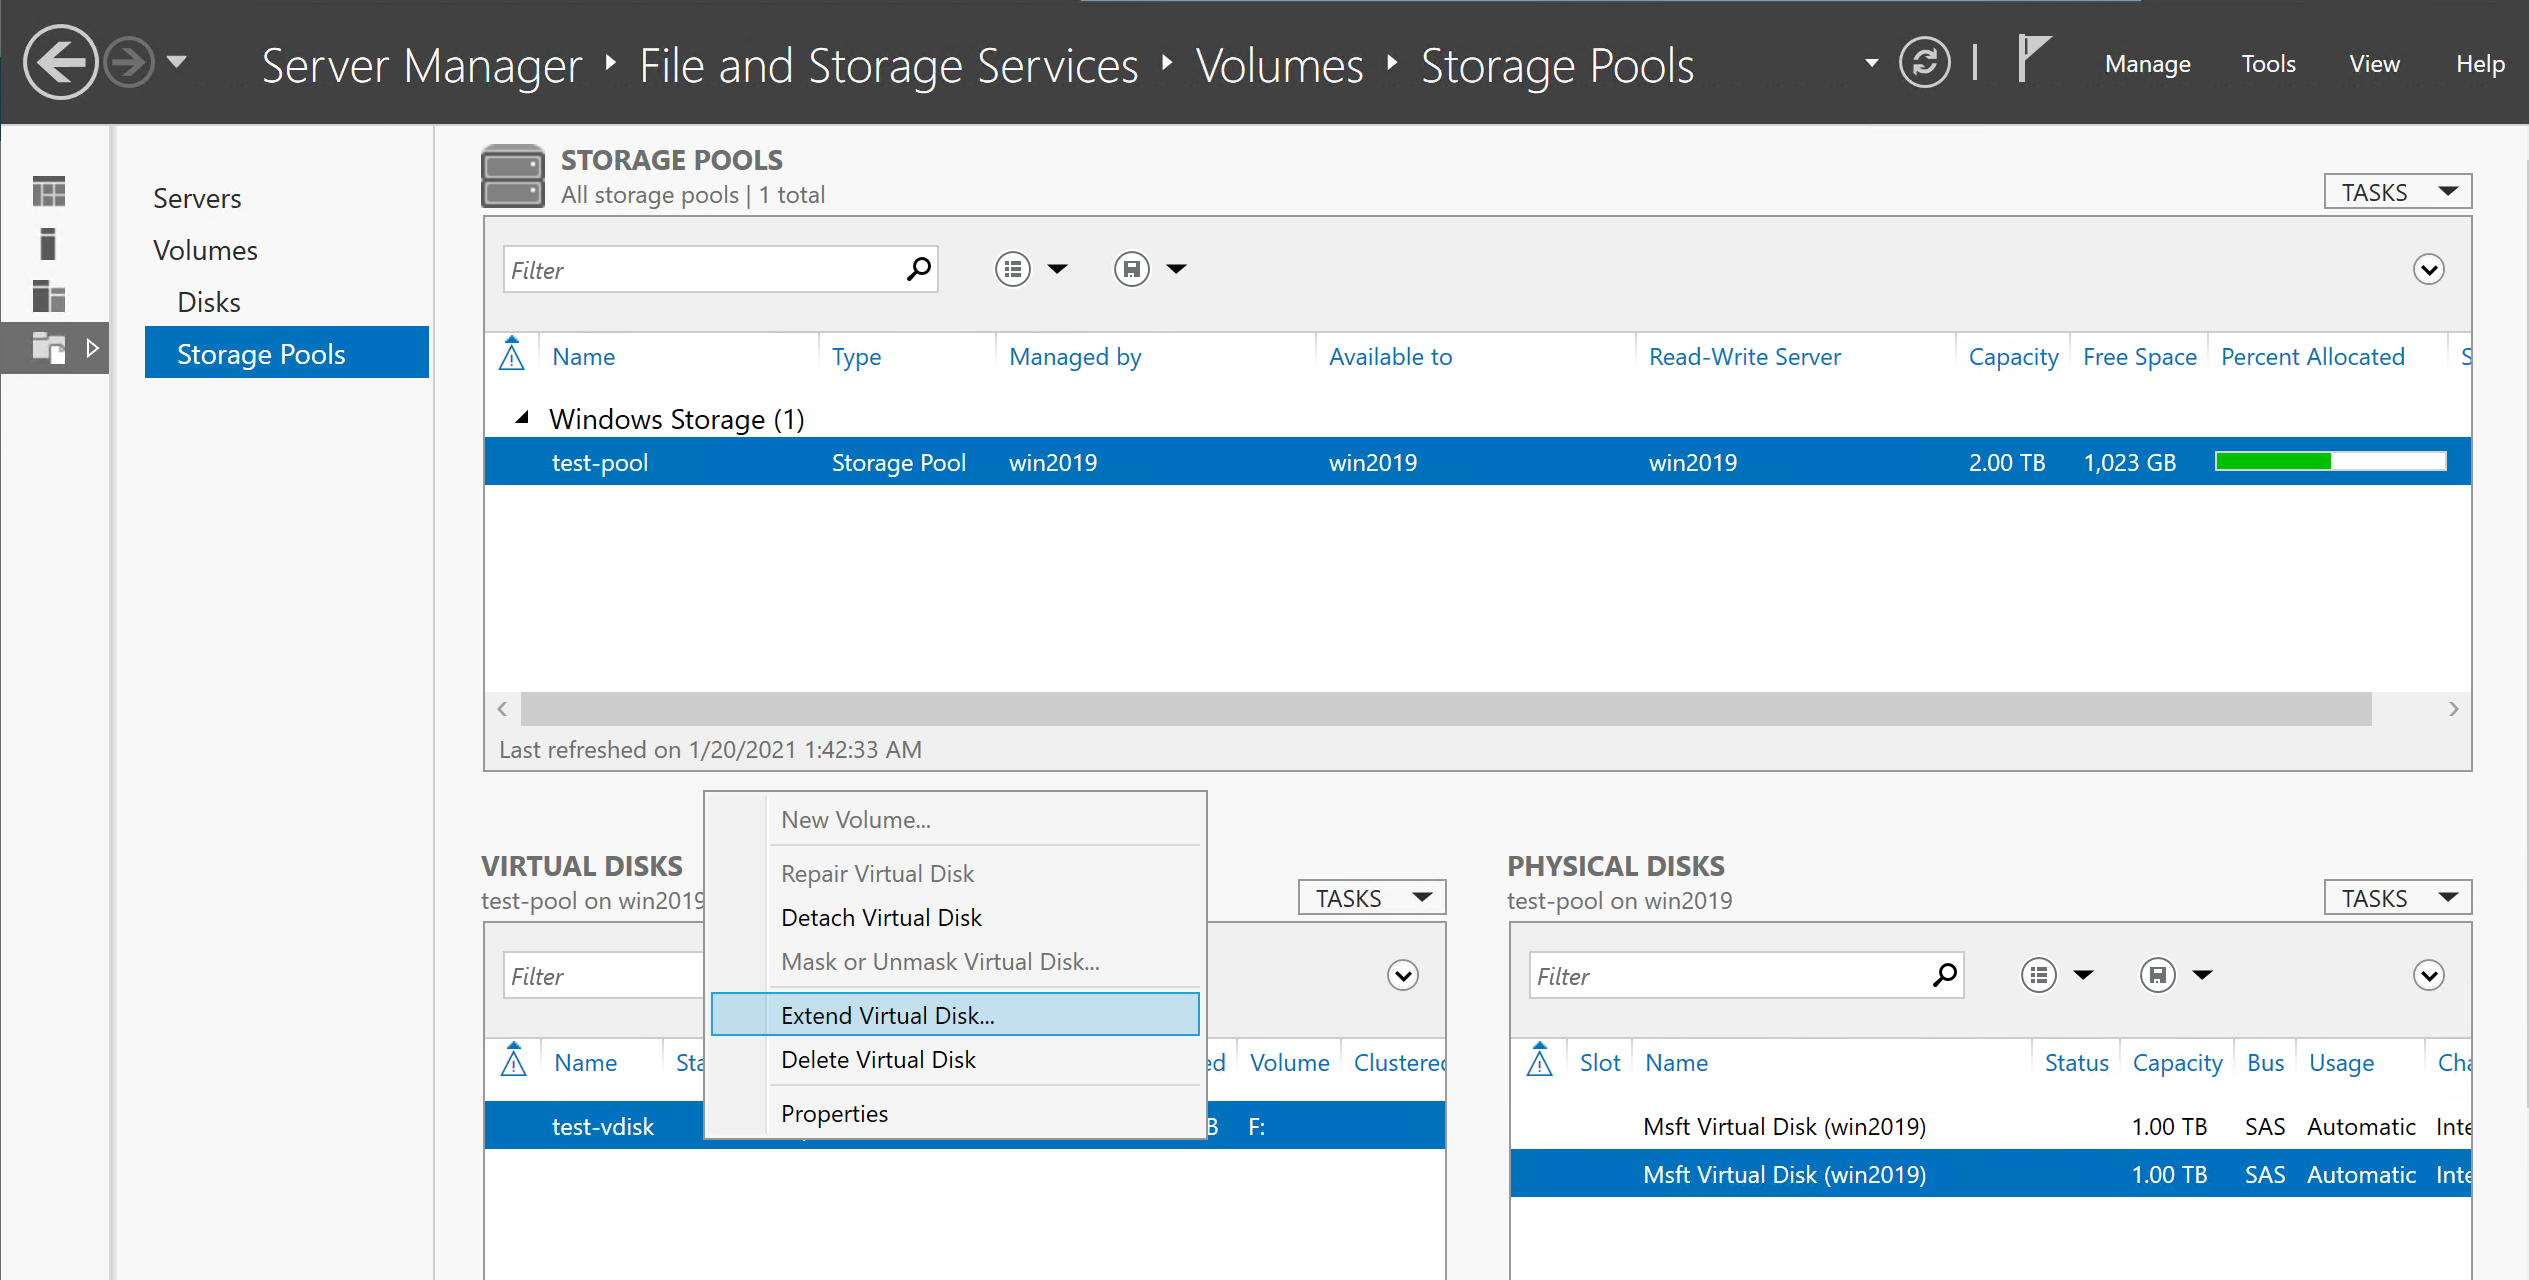 Server Manager ‣ File and Storage Services ‣ Volumes ‣ Storage Pools
Manage Tools View Help
Servers
Volumes
Disks
Storage Pools
STORAGE POOLS
All storage pools | 1 total
TASKS
Filter
Name Type Managed by Available to Read-Write Server Capacity Free Space Percent Allocated S
Windows Storage (1)
test-pool Storage Pool win2019 win2019 win2019 2.00 TB 1,023 GB
Last refreshed on 1/20/2021 1:42:33 AM
New Volume...
Repair Virtual Disk
Detach Virtual Disk
Mask or Unmask Virtual Disk...
Extend Virtual Disk...
Delete Virtual Disk
Properties
VIRTUAL DISKS
test-pool on win2019
TASKS
Filter
Name Sta ed Volume Clustered
test-vdisk B F:
PHYSICAL DISKS
test-pool on win2019
TASKS
Filter
Slot Name Status Capacity Bus Usage Cha
Msft Virtual Disk (win2019) 1.00 TB SAS Automatic Inte
Msft Virtual Disk (win2019) 1.00 TB SAS Automatic Inte